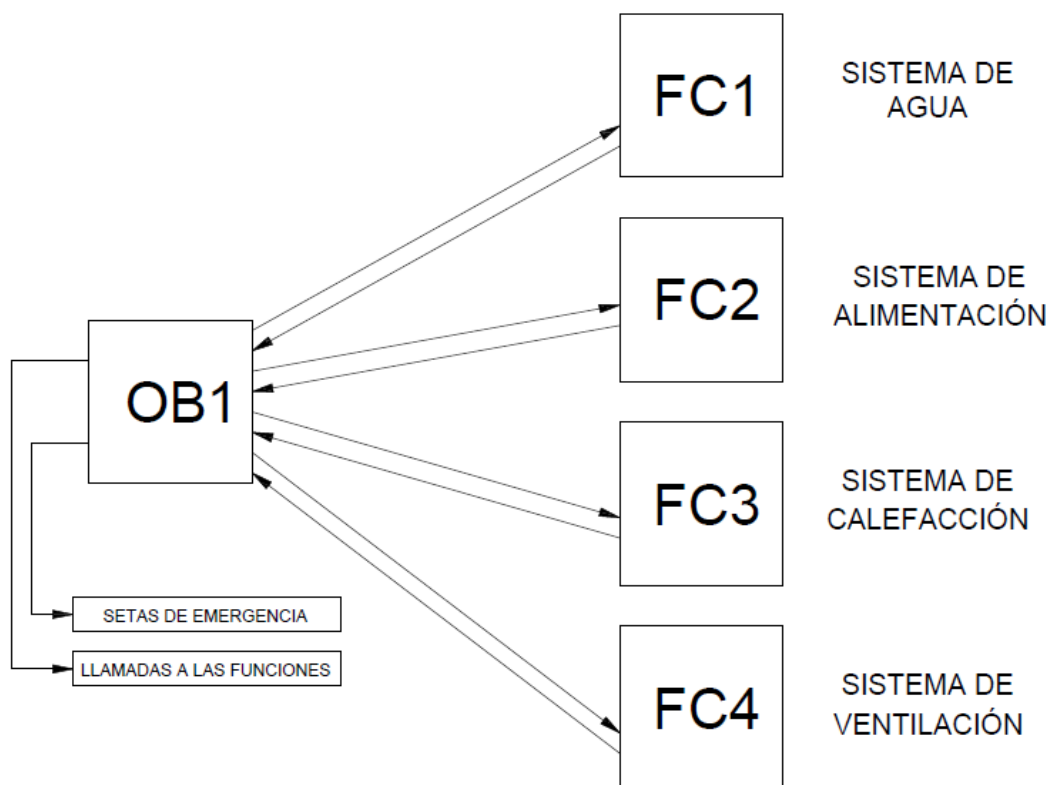 FC1
SISTEMA DE
AGUA
FC2
SISTEMA DE
ALIMENTACIÓN
OB1
FC3
SISTEMA DE
CALEFACCIÓN
SETAS DE EMERGENCIA
LLAMADAS A LAS FUNCIONES
FC4
SISTEMA DE
VENTILACIÓN